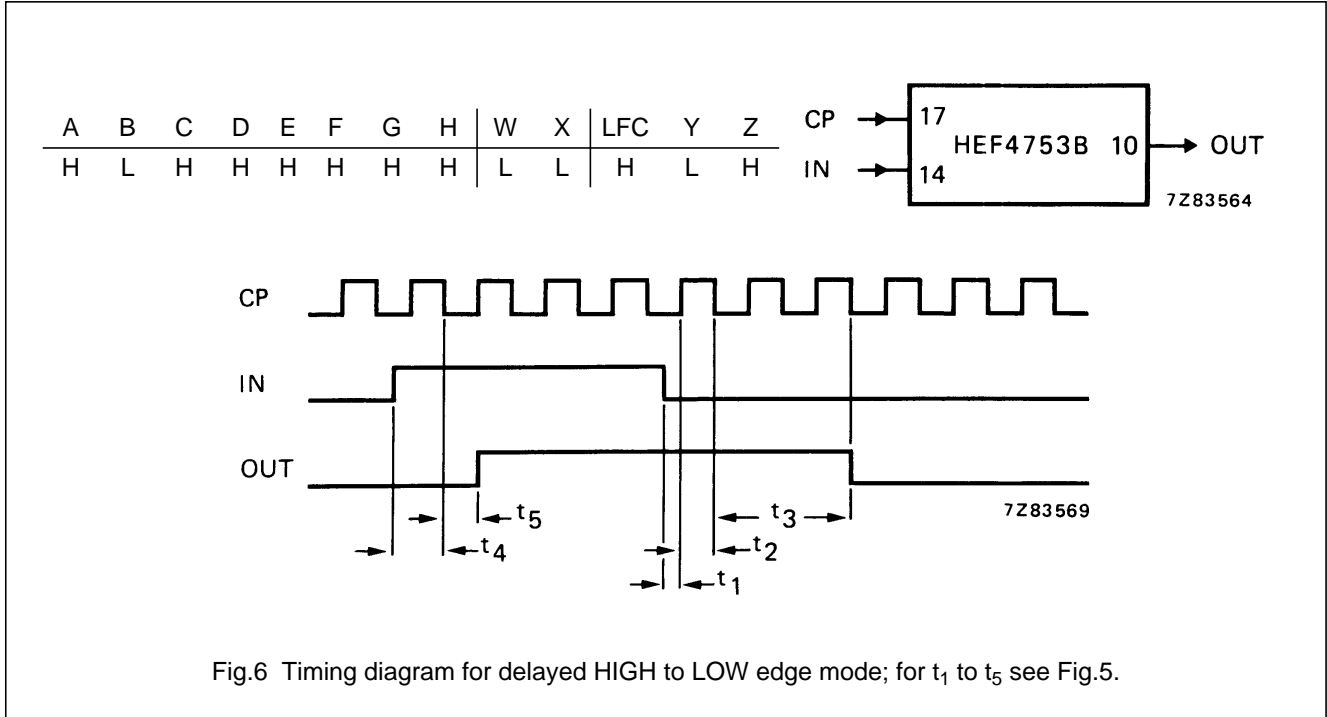 A B C D E F G H W X LFC Y Z
H L H H H H H H L L H L H
CP 17 HEF4753B 10 OUT
IN 14
7Z83564
CP
IN
OUT
7Z83569
t5
t3
t4
t2
t1
Fig.6 Timing diagram for delayed HIGH to LOW edge mode; for t1 to t5 see Fig.5.